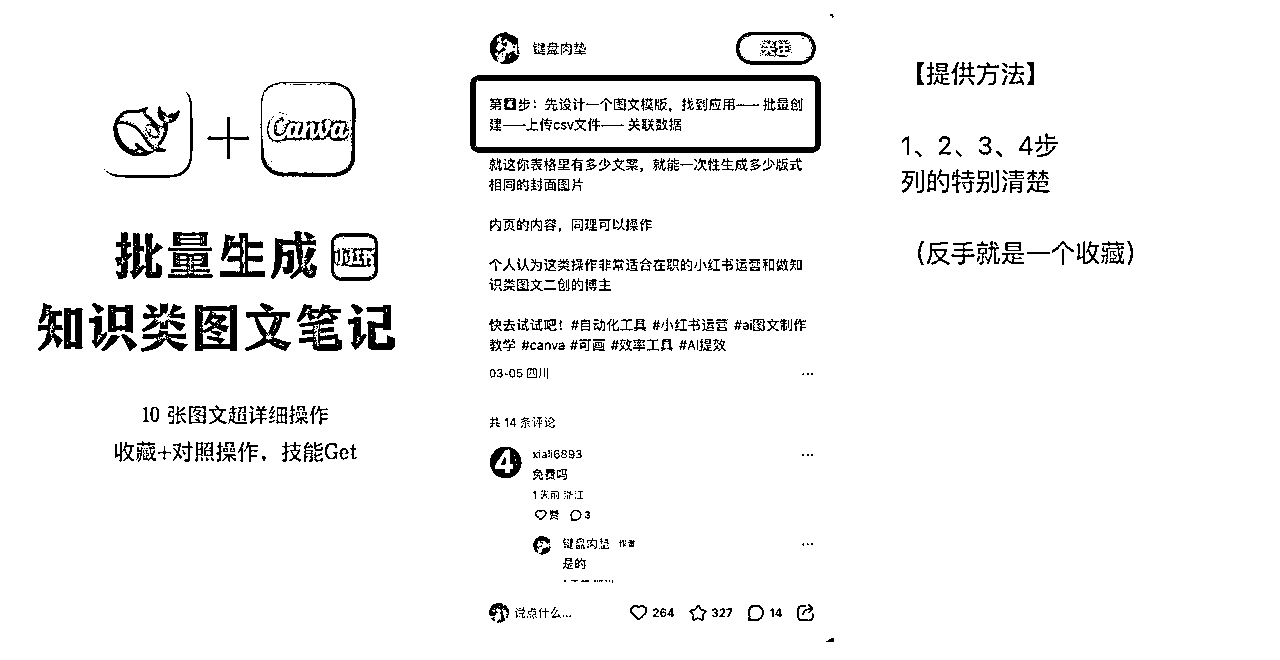 Canva
批量生成 小红书
知识类图文笔记
10 张图文超详细操作
收藏+对照操作，技能Get
键盘肉垫
关注
第4步：先设计一个图文模版，找到应用——批量创
建——上传csv文件——关联数据
就这你表格里有多少文案，就能一次性生成多少版式
相同的封面图片
内页的内容，同理可以操作
个人认为这类操作非常适合在职的小红书运营和做知
识类图文二创的博主
快去试试吧！#自动化工具 #小红书运营 #ai图文制作
教学 #canva #可画 #效率工具 #AI提效
03-05 四川
共 14 条评论
4
xiali6893
免费吗
1 天前 浙江
赞 3
键盘肉垫 作者
是的
说点什么... 264 327 14
【提供方法】
1、2、3、4步
列的特别清楚
（反手就是一个收藏）